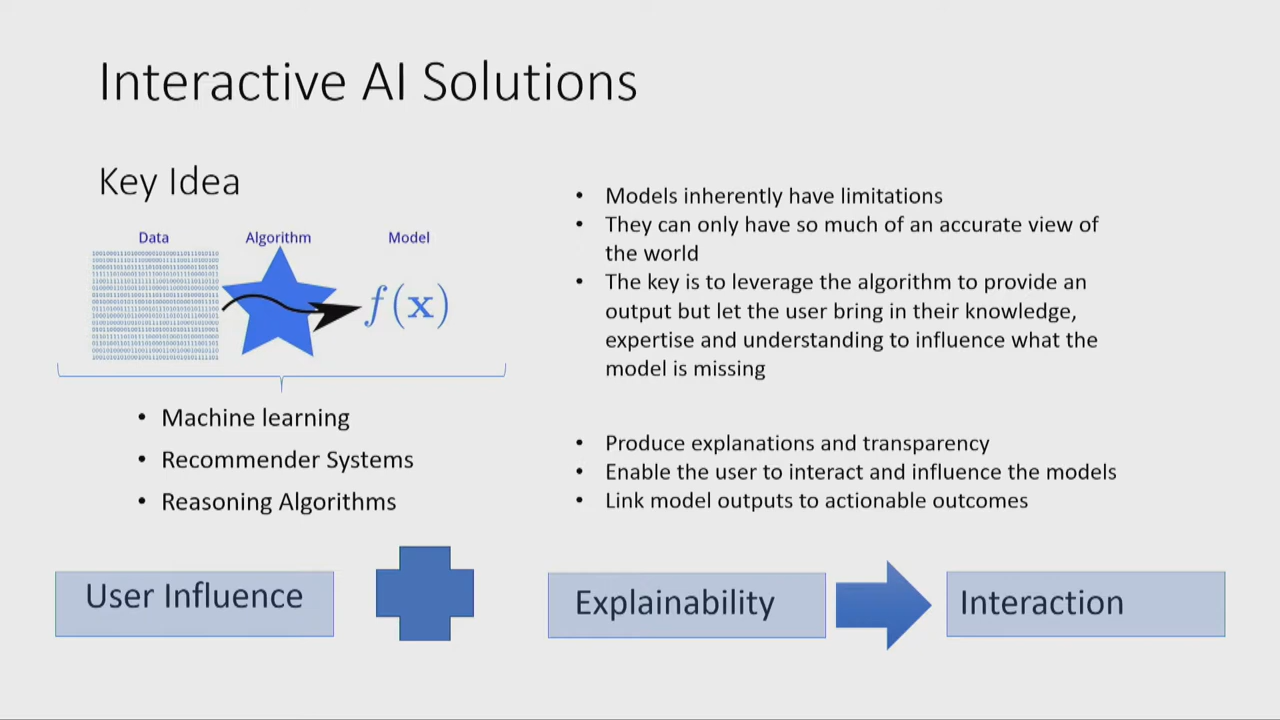 Interactive AI Solutions
Key Idea
Data Algorithm Model
f(x)
• Machine learning
• Recommender Systems
• Reasoning Algorithms
• Models inherently have limitations
• They can only have so much of an accurate view of
the world
• The key is to leverage the algorithm to provide an
output but let the user bring in their knowledge,
expertise and understanding to influence what the
model is missing
• Produce explanations and transparency
• Enable the user to interact and influence the models
• Link model outputs to actionable outcomes
User Influence
Explainability
Interaction